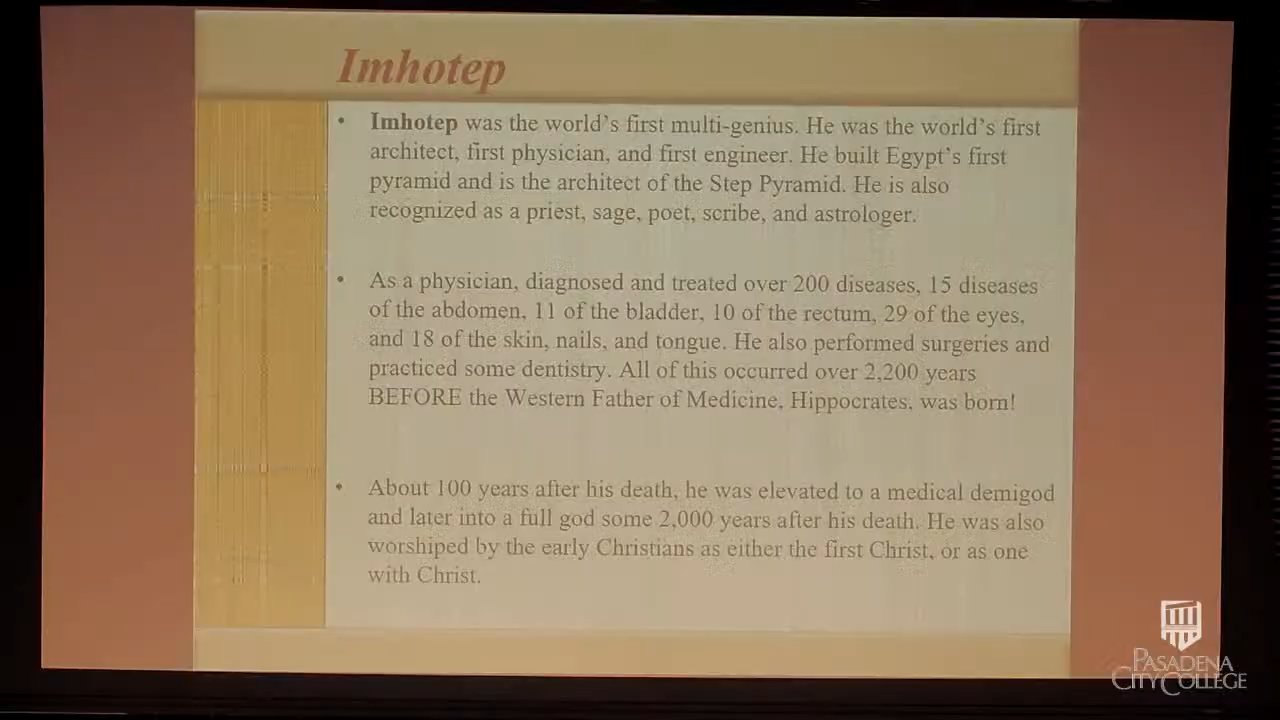 Imhotep
• Imhotep was the world's first multi-genius. He was the world's first
architect, first physician, and first engineer. He built Egypt's first
pyramid and is the architect of the Step Pyramid. He is also
recognized as a priest, sage, poet, scribe, and astrologer.
• As a physician, diagnosed and treated over 200 diseases, 15 diseases
of the abdomen, 11 of the bladder, 10 of the rectum, 29 of the eyes,
and 18 of the skin, nails, and tongue. He also performed surgeries and
practiced some dentistry. All of this occurred over 2,200 years
BEFORE the Western Father of Medicine, Hippocrates, was born!
• About 100 years after his death, he was elevated to a medical demigod
and later into a full god some 2,000 years after his death. He was also
worshiped by the early Christians as either the first Christ, or as one
with Christ.
PASADENA
CITY COLLEGE